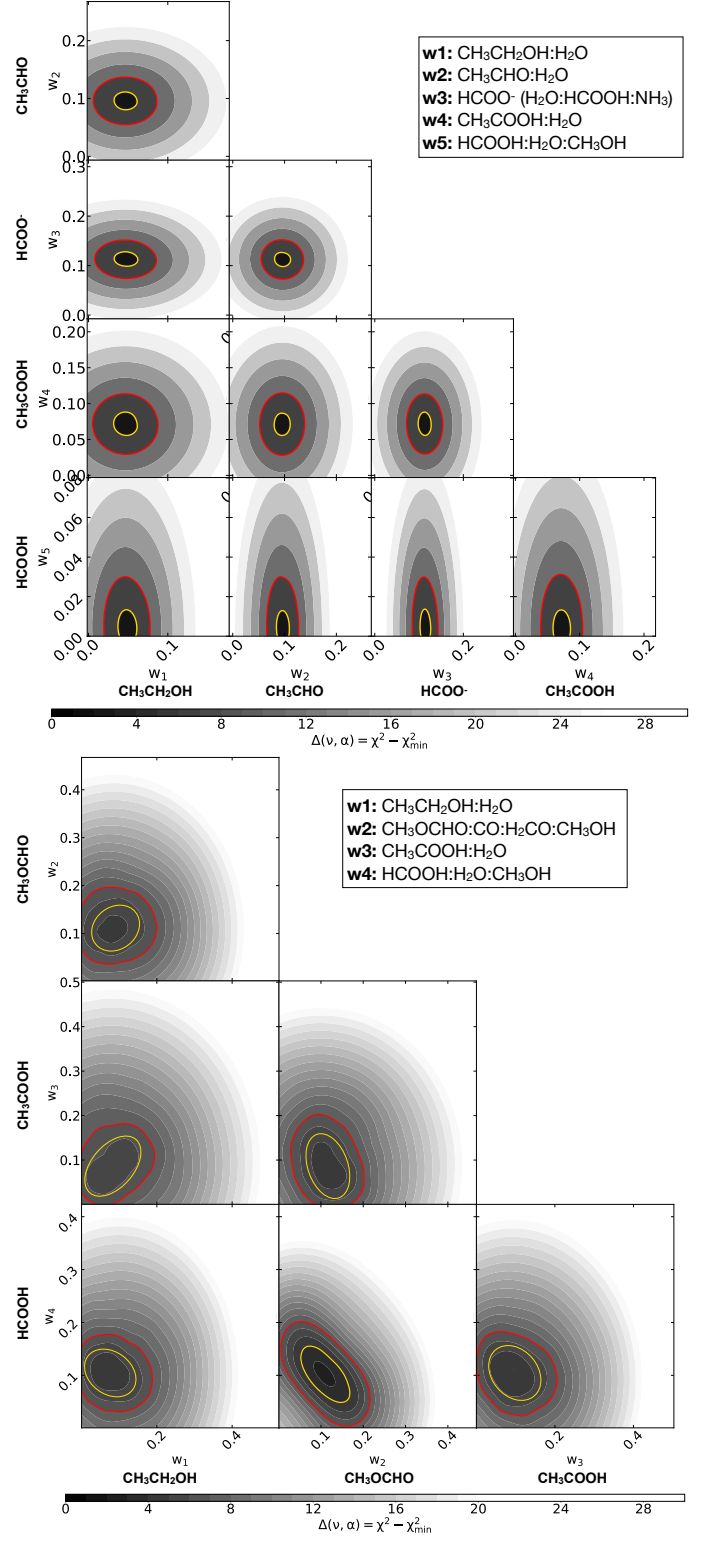 w1: CH₃CH₂OH:H₂O
w2: CH₃CHO:H₂O
w3: HCOO⁻ (H₂O:HCOOH:NH₃)
w4: CH₃COOH:H₂O
w5: HCOOH:H₂O:CH₃OH
CH₃CHO
w₂
0.2
0.1
0.0
HCOO⁻
w₃
0.3
0.2
0.1
0.0
CH₃COOH
w₄
0.20
0.15
0.10
0.05
0.00
0
0
0
HCOOH
w₅
0.08
0.06
0.04
0.02
0.00
0.0 0.1 0.0 0.1 0.2 0.0 0.2 0.0 0.1 0.2
w₁ w₂ w₃ w₄
CH₃CH₂OH CH₃CHO HCOO⁻ CH₃COOH
0 4 8 12 16 20 24 28
Δ(ν, α) = χ² − χ²min
w1: CH₃CH₂OH:H₂O
w2: CH₃OCHO:CO:H₂CO:CH₃OH
w3: CH₃COOH:H₂O
w4: HCOOH:H₂O:CH₃OH
CH₃OCHO
w₂
0.4
0.3
0.2
0.1
CH₃COOH
w₃
0.5
0.4
0.3
0.2
0.1
HCOOH
w₄
0.4
0.3
0.2
0.1
0.2 0.4 0.1 0.2 0.3 0.4 0.2 0.4
w₁ w₂ w₃
CH₃CH₂OH CH₃OCHO CH₃COOH
0 4 8 12 16 20 24 28
Δ(ν, α) = χ² − χ²min